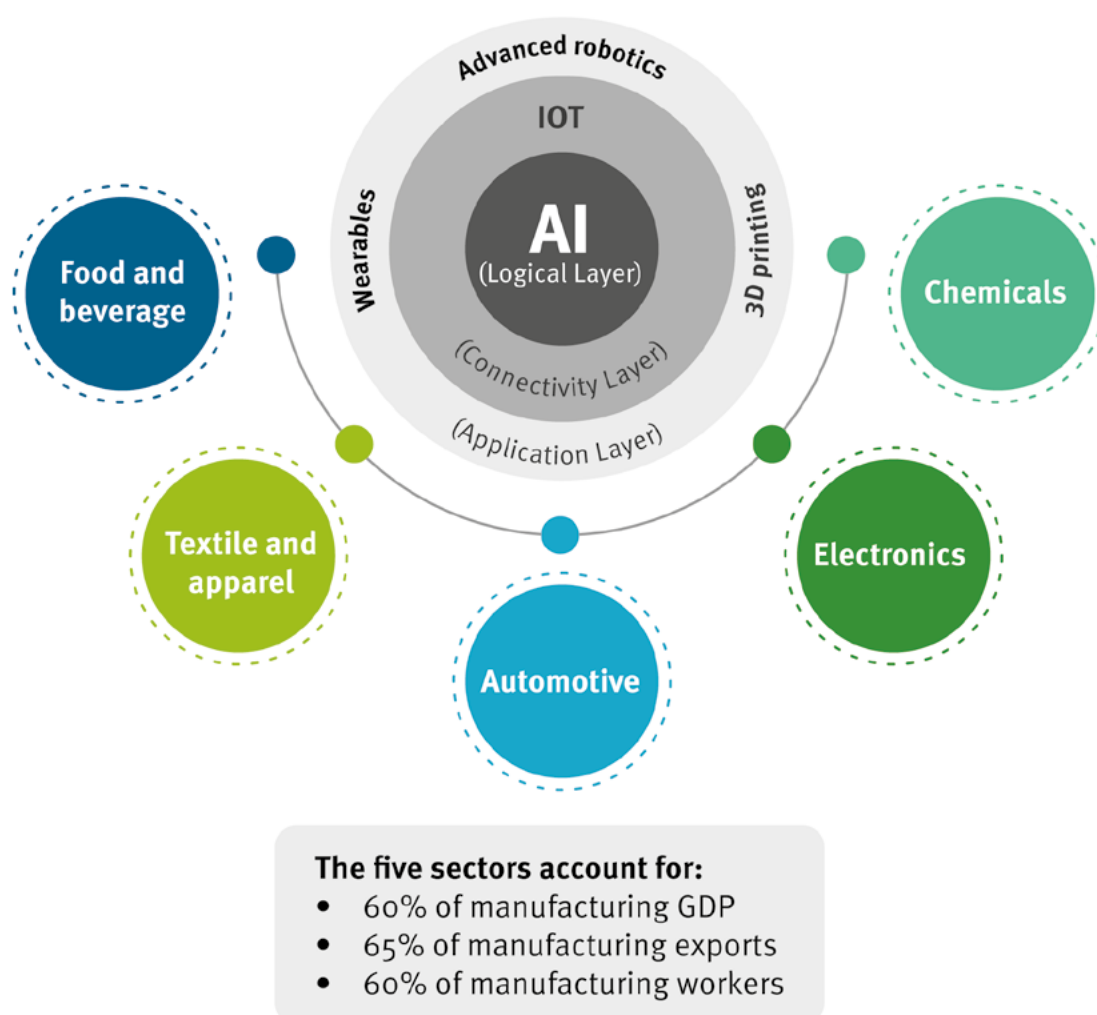 Advanced robotics
IOT
Wearables
3D printing
AI
(Logical Layer)
(Connectivity Layer)
(Application Layer)
Food and
beverage
Chemicals
Textile and
apparel
Electronics
Automotive
The five sectors account for:
• 60% of manufacturing GDP
• 65% of manufacturing exports
• 60% of manufacturing workers